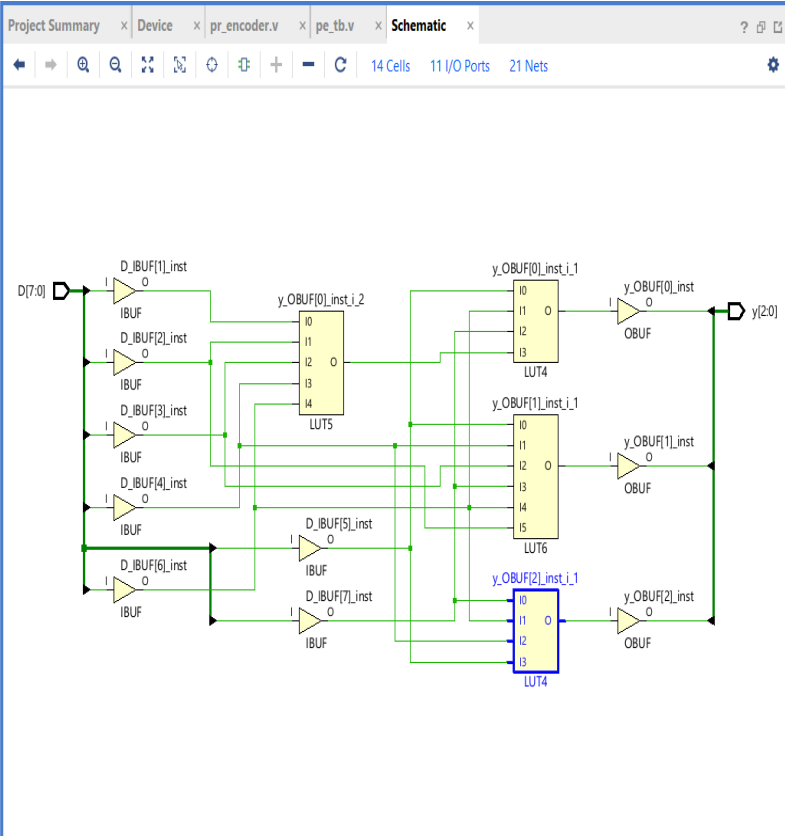 Project Summary × Device × pr_encoder.v × pe_tb.v × Schematic × ?
14 Cells 11 I/O Ports 21 Nets
D[7:0]
D_IBUF[1]_inst
I O
IBUF
D_IBUF[2]_inst
I O
IBUF
D_IBUF[3]_inst
I O
IBUF
D_IBUF[4]_inst
I O
IBUF
D_IBUF[6]_inst
I O
IBUF
y_OBUF[0]_inst_i_2
I0
I1
I2 O
I3
I4
LUT5
D_IBUF[5]_inst
I O
IBUF
D_IBUF[7]_inst
I O
IBUF
y_OBUF[0]_inst_i_1
I0
I1 O
I2
I3
LUT4
y_OBUF[1]_inst_i_1
I0
I1
I2 O
I3
I4
I5
LUT6
y_OBUF[2]_inst_i_1
I0
I1 O
I2
I3
LUT4
y_OBUF[0]_inst
I O
OBUF
y_OBUF[1]_inst
I O
OBUF
y_OBUF[2]_inst
I O
OBUF
y[2:0]